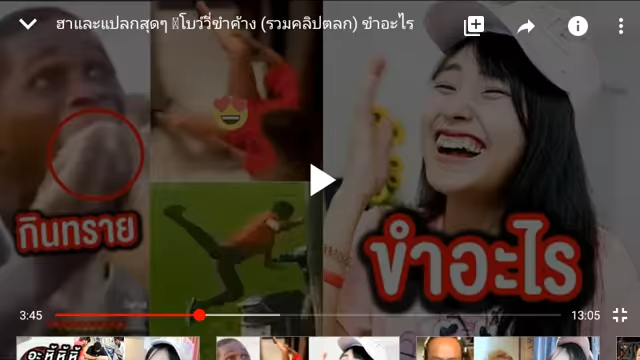 ฮาและแปลกสุดๆ โบว์วี่ขำค้าง (รวมคลิปตลก) ขำอะไร
กินทราย
ขำอะไร
3:45
13:05